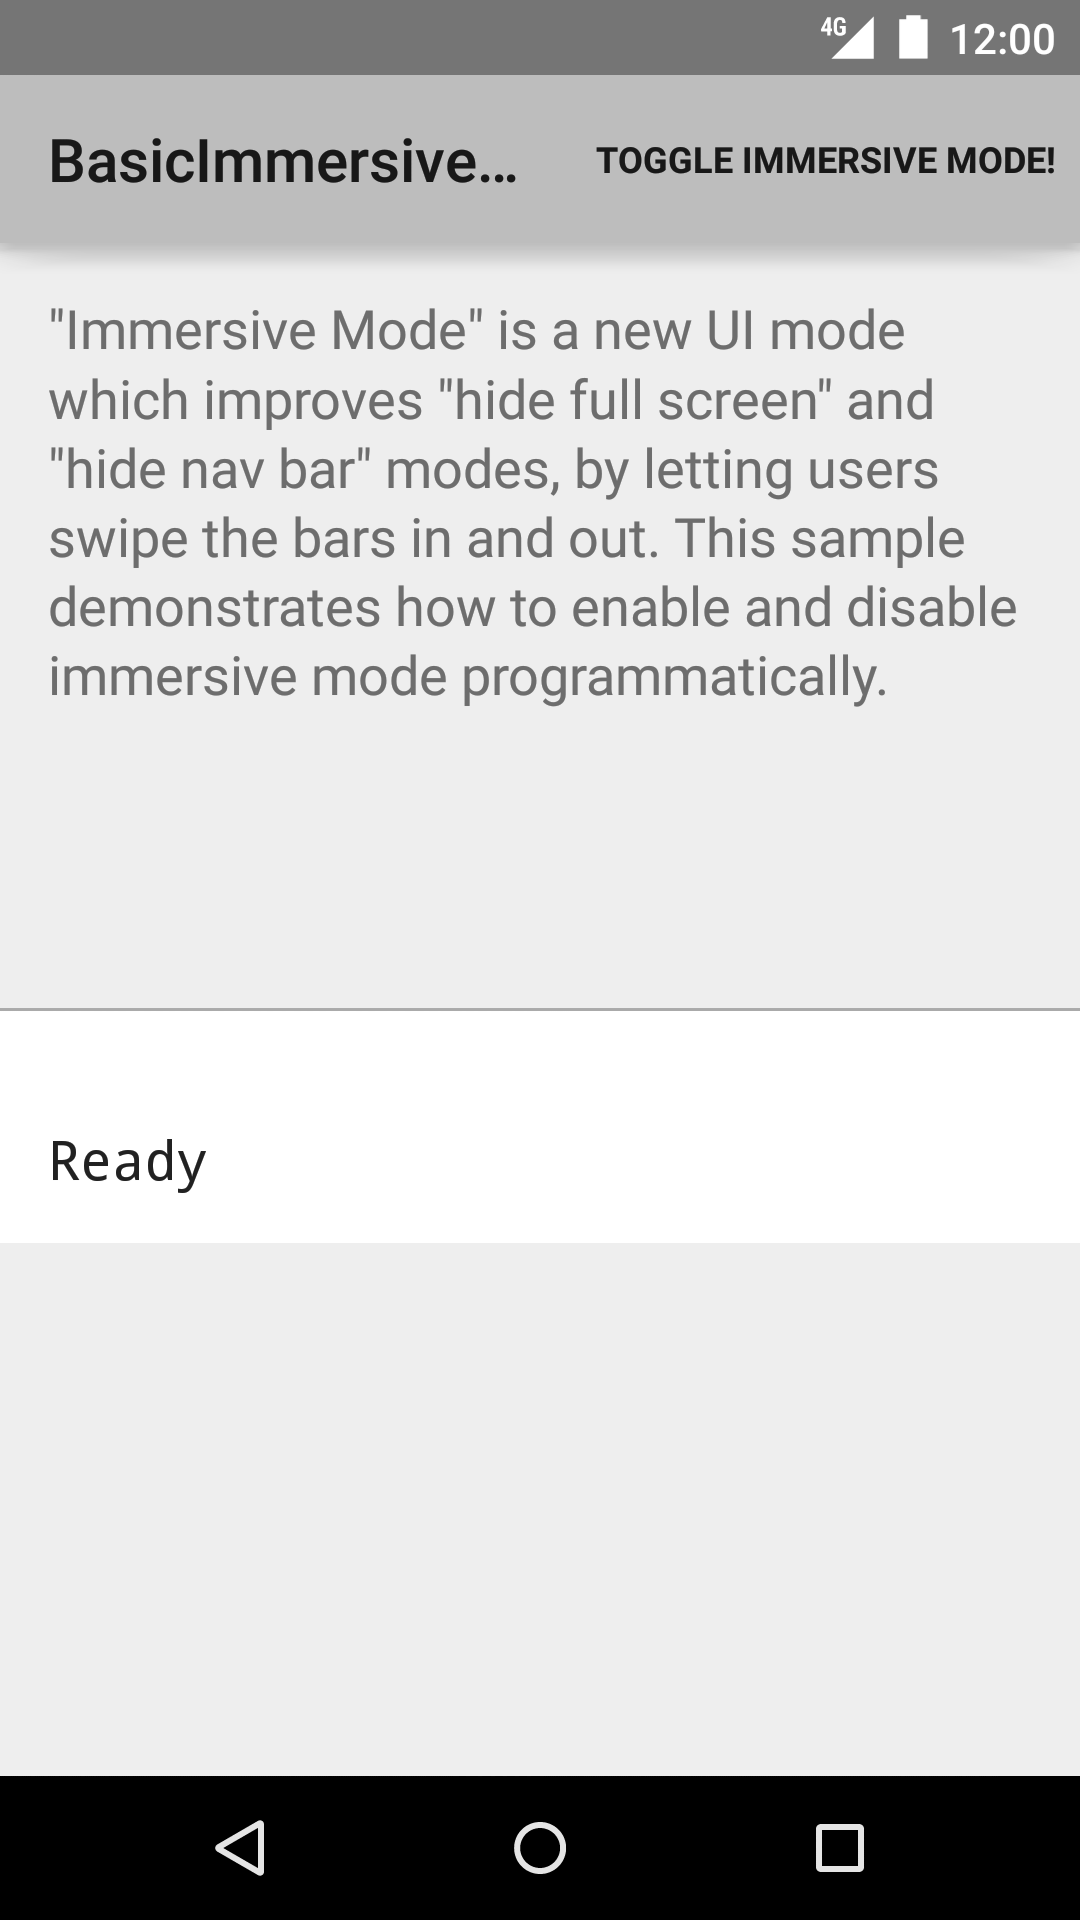 4G 12:00
BasicImmersive… TOGGLE IMMERSIVE MODE!
"Immersive Mode" is a new UI mode
which improves "hide full screen" and
"hide nav bar" modes, by letting users
swipe the bars in and out. This sample
demonstrates how to enable and disable
immersive mode programmatically.
Ready